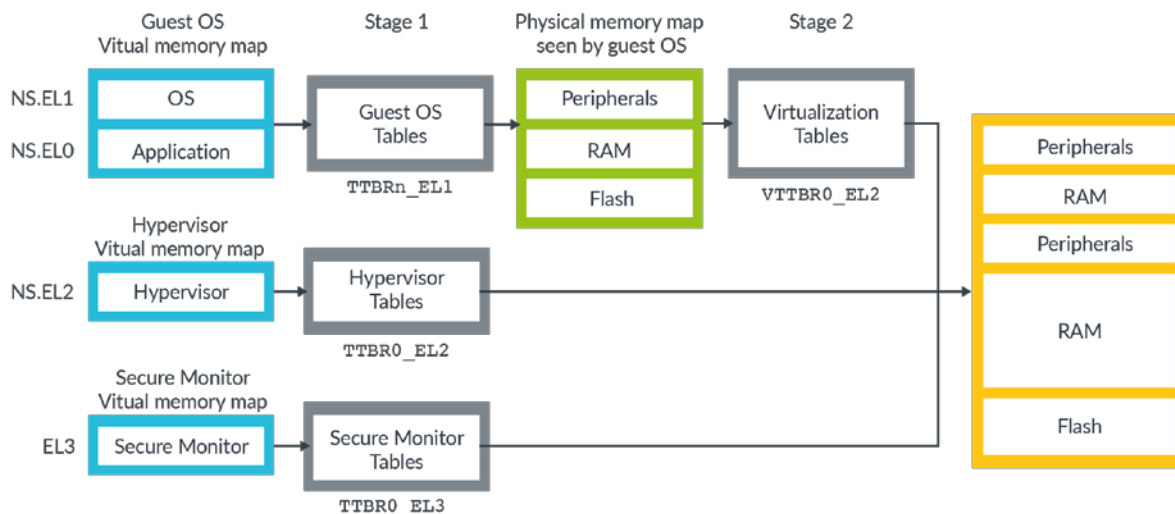 Guest OS
Vitual memory map
Stage 1
Physical memory map
seen by guest OS
Stage 2
NS.EL1
OS
NS.EL0
Application
Guest OS
Tables
TTBRn_EL1
Peripherals
RAM
Flash
Virtualization
Tables
VTTBR0_EL2
Peripherals
RAM
Peripherals
RAM
Flash
Hypervisor
Vitual memory map
NS.EL2
Hypervisor
Hypervisor
Tables
TTBR0_EL2
Secure Monitor
Vitual memory map
EL3
Secure Monitor
Secure Monitor
Tables
TTBR0_EL3